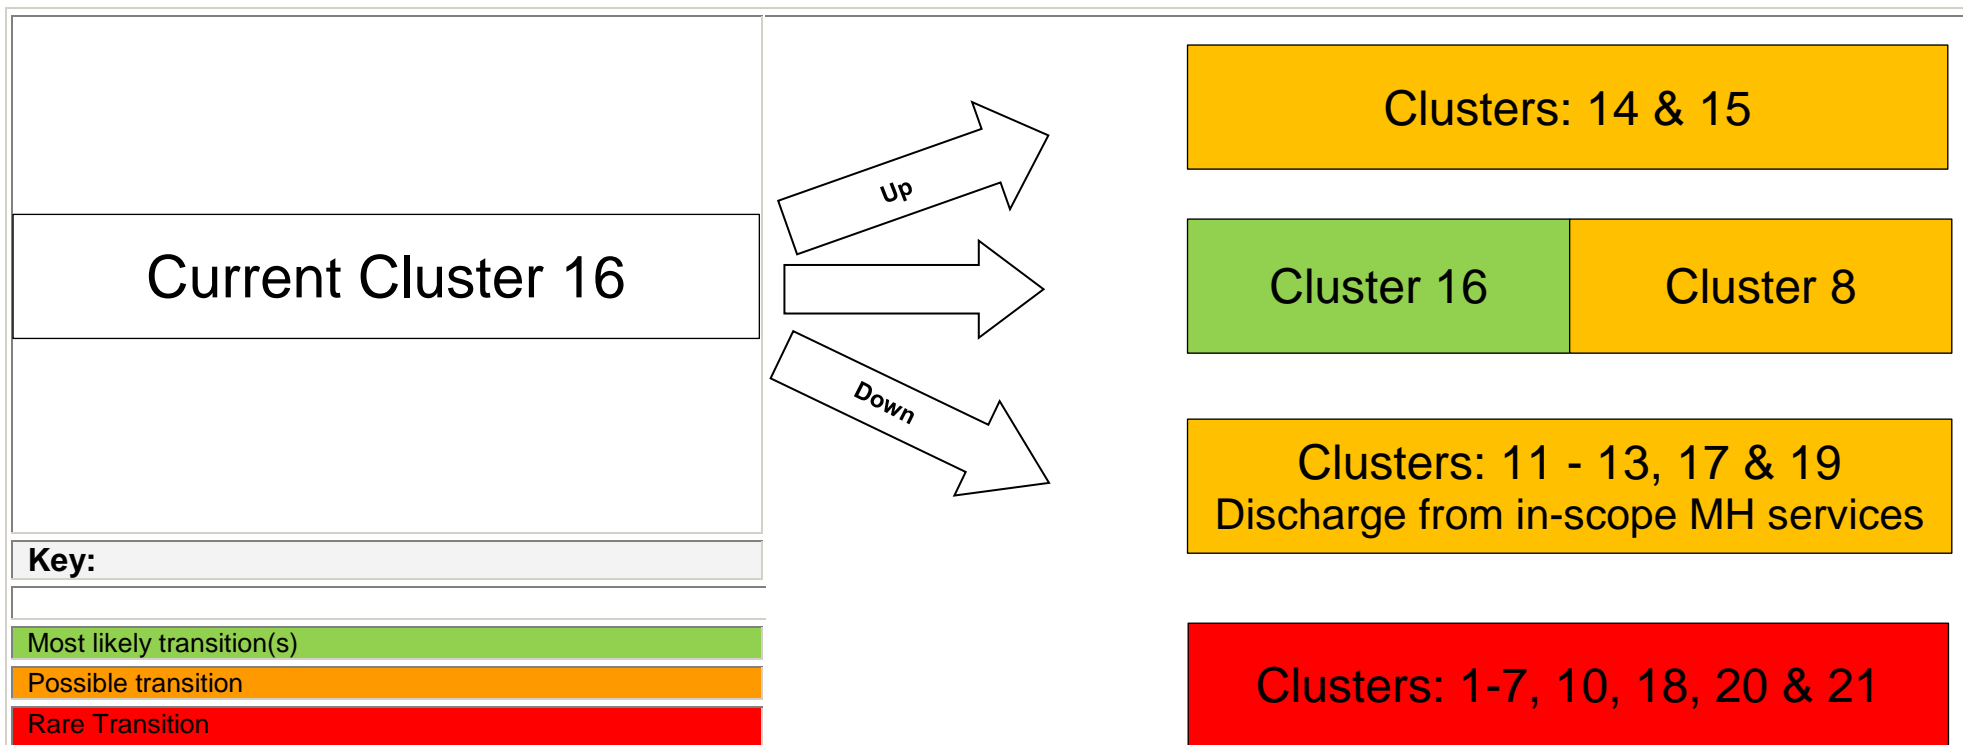 Current Cluster 16
Up
Down
Clusters: 14 & 15
Cluster 16
Cluster 8
Clusters: 11 - 13, 17 & 19
Discharge from in-scope MH services
Clusters: 1-7, 10, 18, 20 & 21
Key:
Most likely transition(s)
Possible transition
Rare Transition